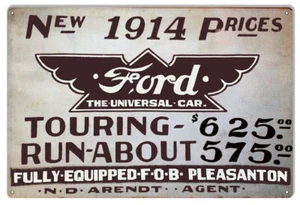 NEW 1914 PRICES
Ford
THE UNIVERSAL CAR.
TOURING- $625.00
RUN-ABOUT 575.00
FULLY·EQUIPPED·F·O·B· PLEASANTON
·N·D·ARENDT· ·AGENT·